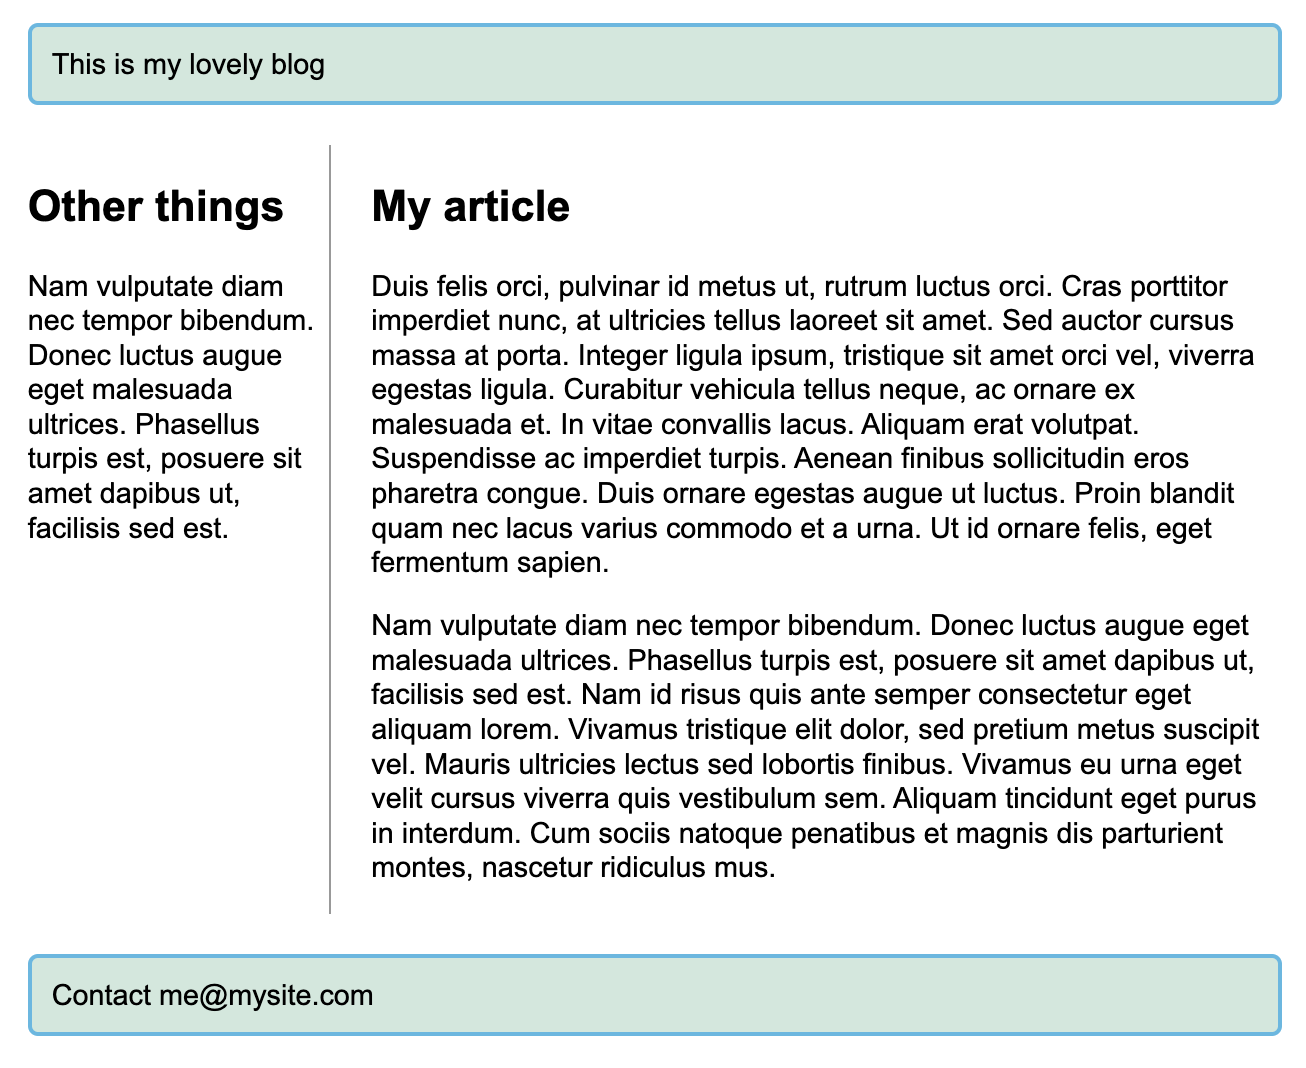 This is my lovely blog
Other things
Nam vulputate diam
nec tempor bibendum.
Donec luctus augue
eget malesuada
ultrices. Phasellus
turpis est, posuere sit
amet dapibus ut,
facilisis sed est.
My article
Duis felis orci, pulvinar id metus ut, rutrum luctus orci. Cras porttitor
imperdiet nunc, at ultricies tellus laoreet sit amet. Sed auctor cursus
massa at porta. Integer ligula ipsum, tristique sit amet orci vel, viverra
egestas ligula. Curabitur vehicula tellus neque, ac ornare ex
malesuada et. In vitae convallis lacus. Aliquam erat volutpat.
Suspendisse ac imperdiet turpis. Aenean finibus sollicitudin eros
pharetra congue. Duis ornare egestas augue ut luctus. Proin blandit
quam nec lacus varius commodo et a urna. Ut id ornare felis, eget
fermentum sapien.
Nam vulputate diam nec tempor bibendum. Donec luctus augue eget
malesuada ultrices. Phasellus turpis est, posuere sit amet dapibus ut,
facilisis sed est. Nam id risus quis ante semper consectetur eget
aliquam lorem. Vivamus tristique elit dolor, sed pretium metus suscipit
vel. Mauris ultricies lectus sed lobortis finibus. Vivamus eu urna eget
velit cursus viverra quis vestibulum sem. Aliquam tincidunt eget purus
in interdum. Cum sociis natoque penatibus et magnis dis parturient
montes, nascetur ridiculus mus.
Contact me@mysite.com